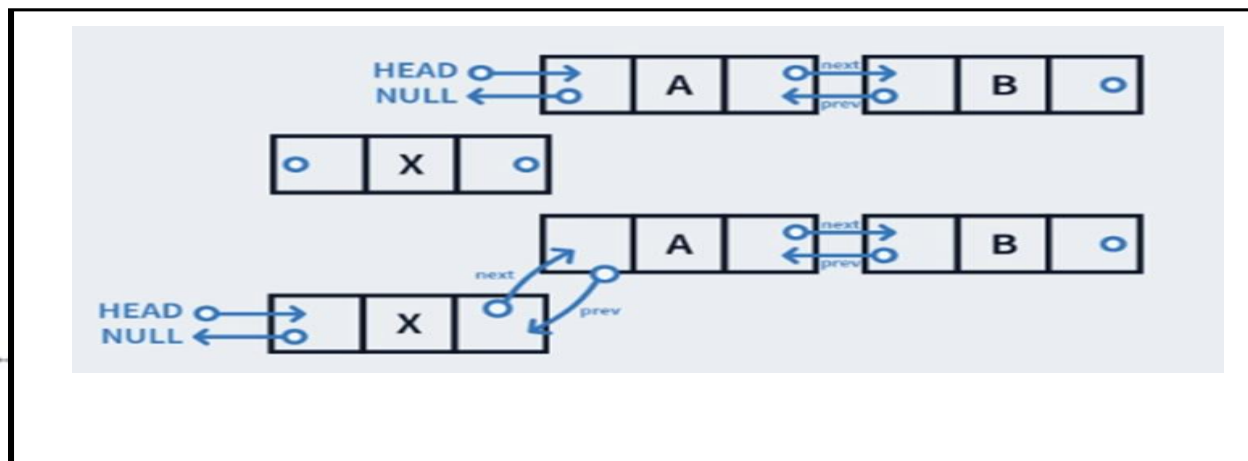 HEAD A next B
NULL prev
X
A next B
next prev
prev
HEAD X
NULL